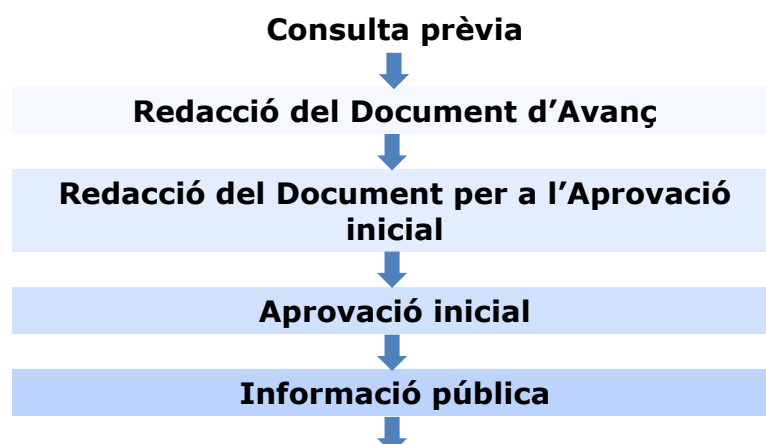 Consulta prèvia
Redacció del Document d’Avanç
Redacció del Document per a l’Aprovació
inicial
Aprovació inicial
Informació pública